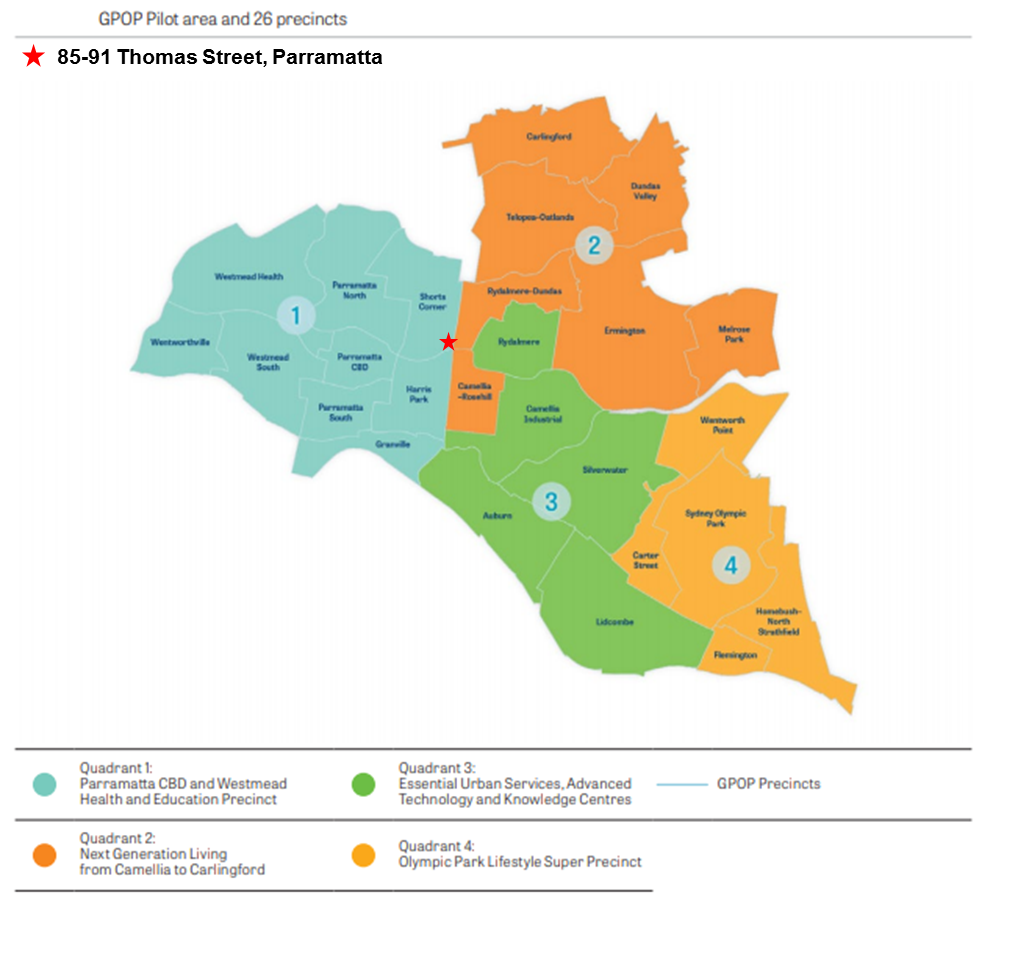 GPOP Pilot area and 26 precincts
85-91 Thomas Street, Parramatta
Carlingford
Dundas
Valley
Telopea-Oatlands
2
Westmead Health
Parramatta
North
Shorts
Corner
Rydalmere-Dundas
1
Ermington
Melrose
Park
Wentworthville
Westmead
South
Parramatta
CBD
Rydalmere
Harris
Park
Camellia
-Rosehill
Parramatta
South
Camellia
Industrial
Wentworth
Point
Granville
Silverwater
3
Auburn
Sydney Olympic
Park
Carter
Street
4
Lidcombe
Homebush-
North
Strathfield
Flemington
Quadrant 1:
Parramatta CBD and Westmead
Health and Education Precinct
Quadrant 3:
Essential Urban Services, Advanced
Technology and Knowledge Centres
GPOP Precincts
Quadrant 2:
Next Generation Living
from Camellia to Carlingford
Quadrant 4:
Olympic Park Lifestyle Super Precinct